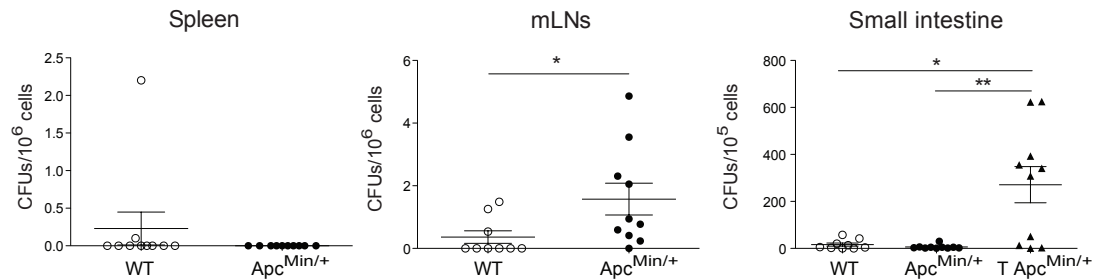 Spleen
CFUs/10^6 cells
2.5
2.0
1.5
1.0
0.5
0.0
WT
Apc^Min/+
mLNs
CFUs/10^6 cells
6
4
2
0
*
WT
Apc^Min/+
Small intestine
CFUs/10^5 cells
800
600
400
200
0
*
**
WT
Apc^Min/+
T Apc^Min/+